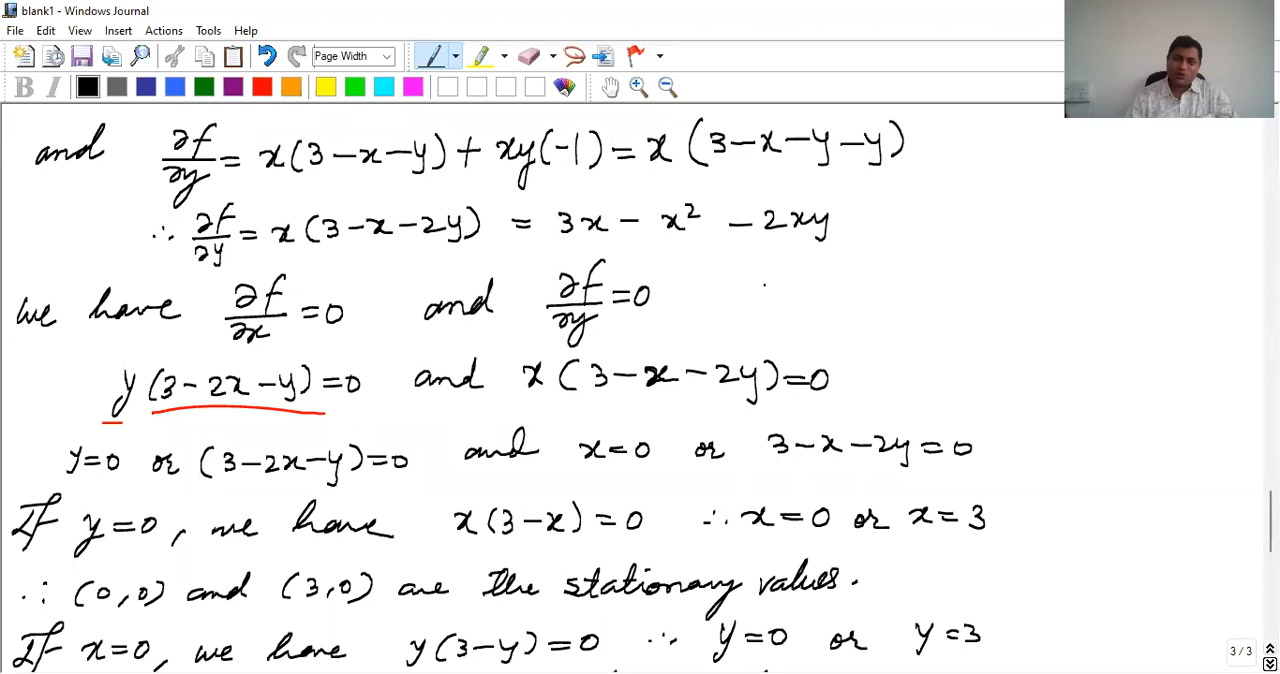 blank1 - Windows Journal
File Edit View Insert Actions Tools Help
Page Width
B I
and ∂f/∂y = x(3-x-y) + xy(-1) = x(3-x-y-y)
∴ ∂f/∂y = x(3-x-2y) = 3x - x² - 2xy
we have ∂f/∂x = 0 and ∂f/∂y = 0
y(3-2x-y)=0 and x(3-x-2y)=0
y=0 or (3-2x-y)=0 and x=0 or 3-x-2y=0
If y=0, we have x(3-x)=0 ∴ x=0 or x=3
∴ (0,0) and (3,0) are the stationary values.
If x=0, we have y(3-y)=0 ∴ y=0 or y=3
3/3